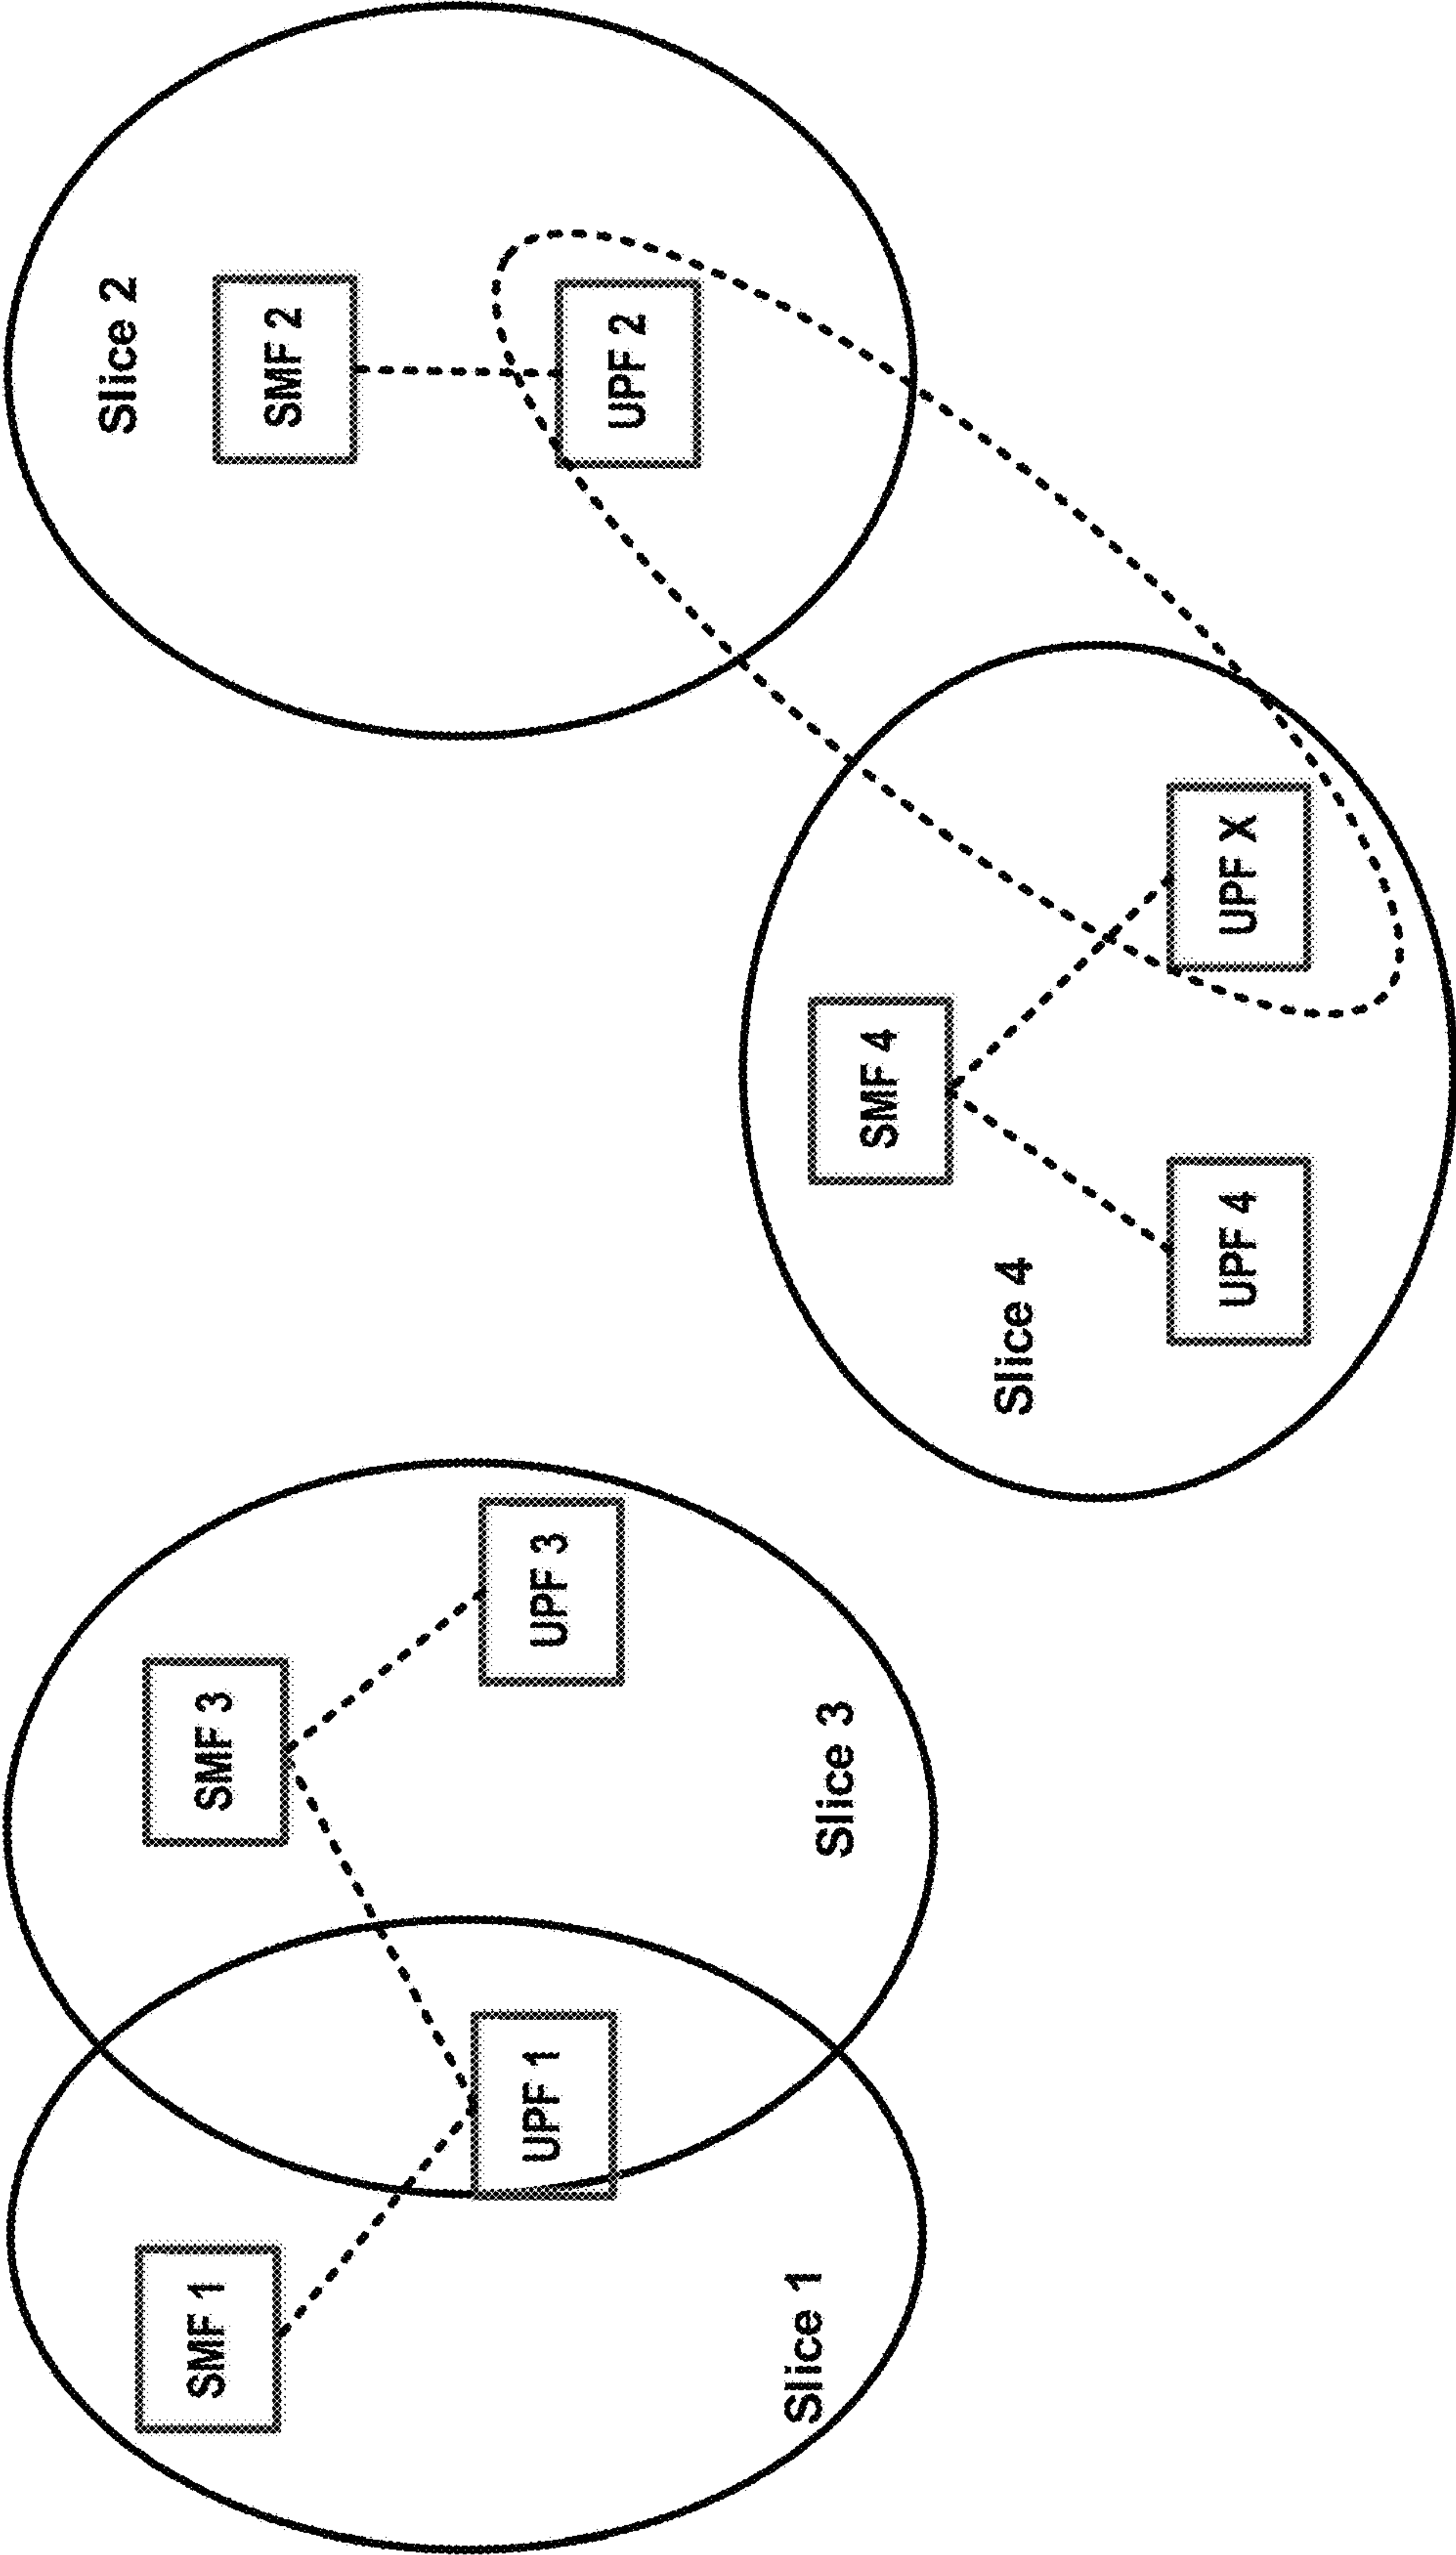 SMF 1
UPF 1
Slice 1
SMF 3
UPF 3
Slice 3
SMF 4
UPF 4
UPF X
Slice 4
Slice 2
SMF 2
UPF 2